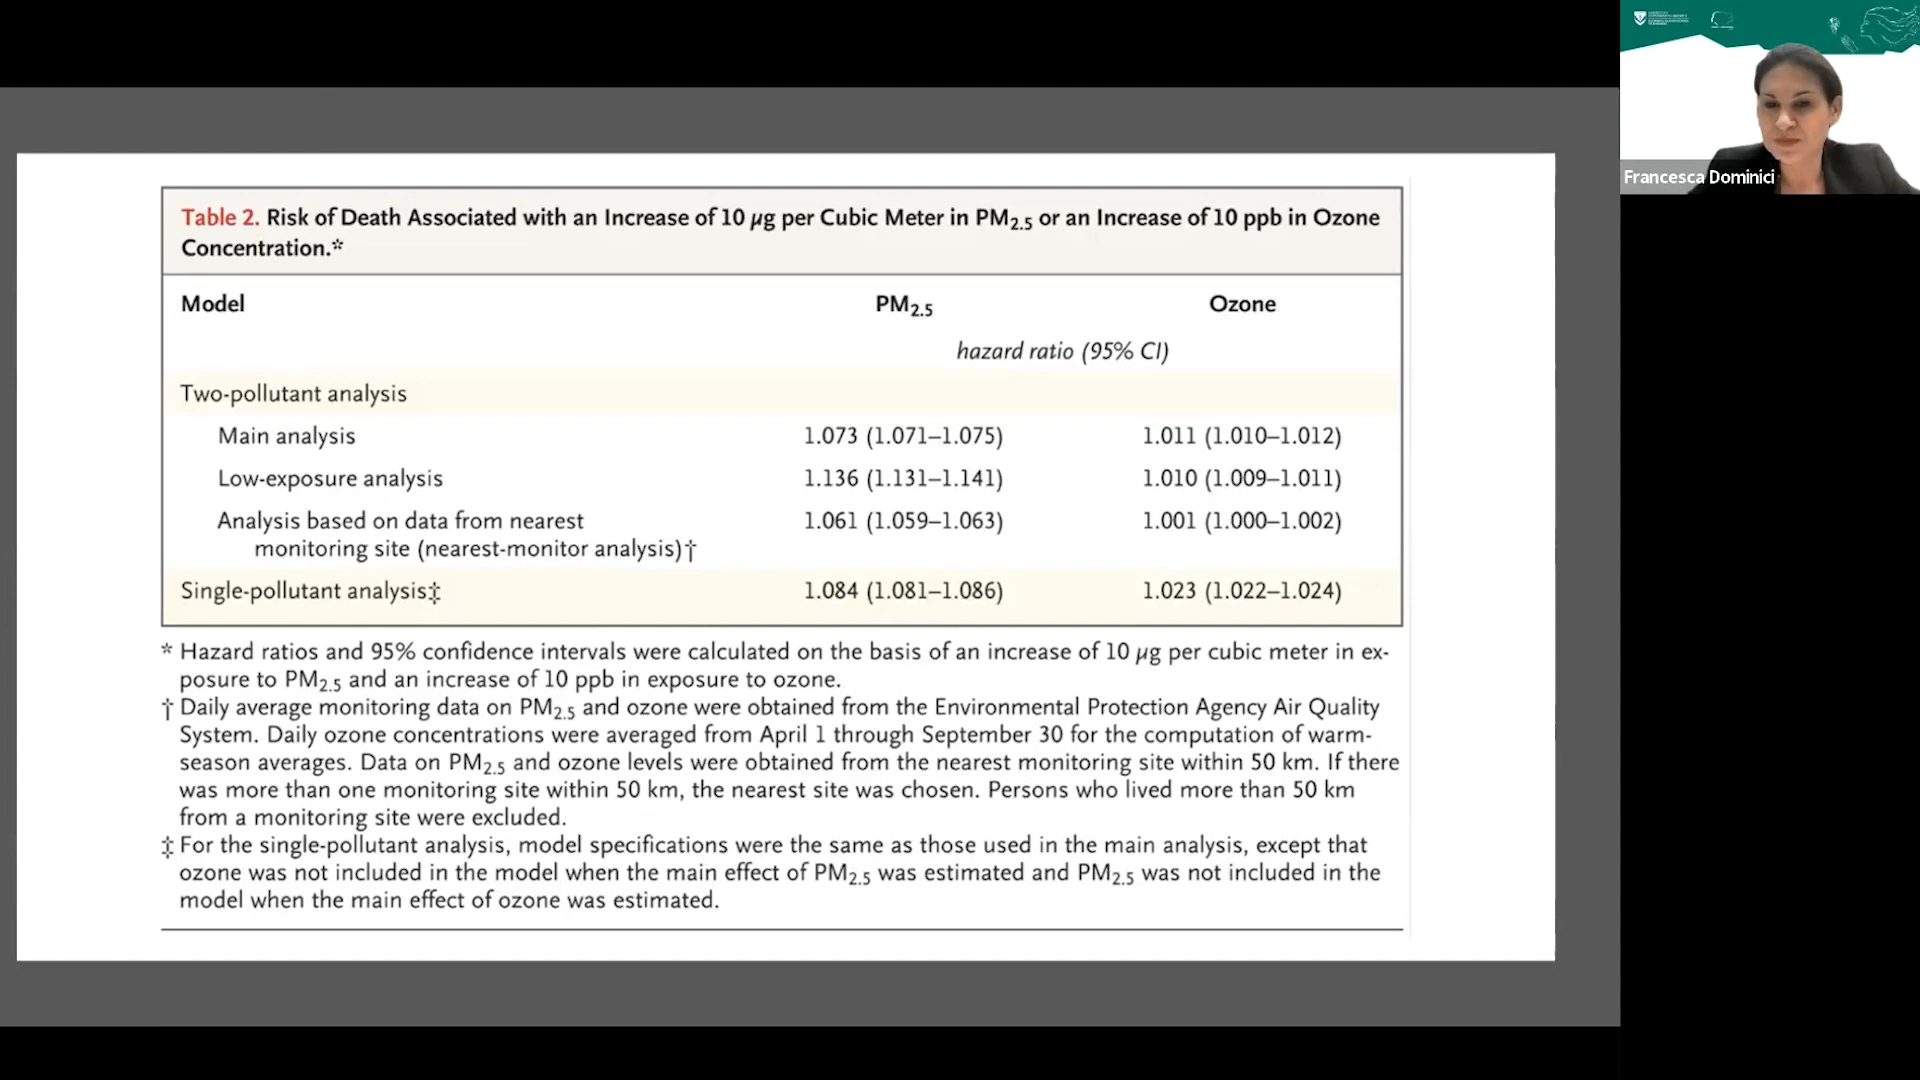 Table 2. Risk of Death Associated with an Increase of 10 μg per Cubic Meter in PM2.5 or an Increase of 10 ppb in Ozone
Concentration.*
Model PM2.5 Ozone
hazard ratio (95% CI)
Two-pollutant analysis
Main analysis 1.073 (1.071–1.075) 1.011 (1.010–1.012)
Low-exposure analysis 1.136 (1.131–1.141) 1.010 (1.009–1.011)
Analysis based on data from nearest 1.061 (1.059–1.063) 1.001 (1.000–1.002)
monitoring site (nearest-monitor analysis)†
Single-pollutant analysis‡ 1.084 (1.081–1.086) 1.023 (1.022–1.024)
* Hazard ratios and 95% confidence intervals were calculated on the basis of an increase of 10 μg per cubic meter in ex-
posure to PM2.5 and an increase of 10 ppb in exposure to ozone.
† Daily average monitoring data on PM2.5 and ozone were obtained from the Environmental Protection Agency Air Quality
System. Daily ozone concentrations were averaged from April 1 through September 30 for the computation of warm-
season averages. Data on PM2.5 and ozone levels were obtained from the nearest monitoring site within 50 km. If there
was more than one monitoring site within 50 km, the nearest site was chosen. Persons who lived more than 50 km
from a monitoring site were excluded.
‡ For the single-pollutant analysis, model specifications were the same as those used in the main analysis, except that
ozone was not included in the model when the main effect of PM2.5 was estimated and PM2.5 was not included in the
model when the main effect of ozone was estimated.
Francesca Dominici